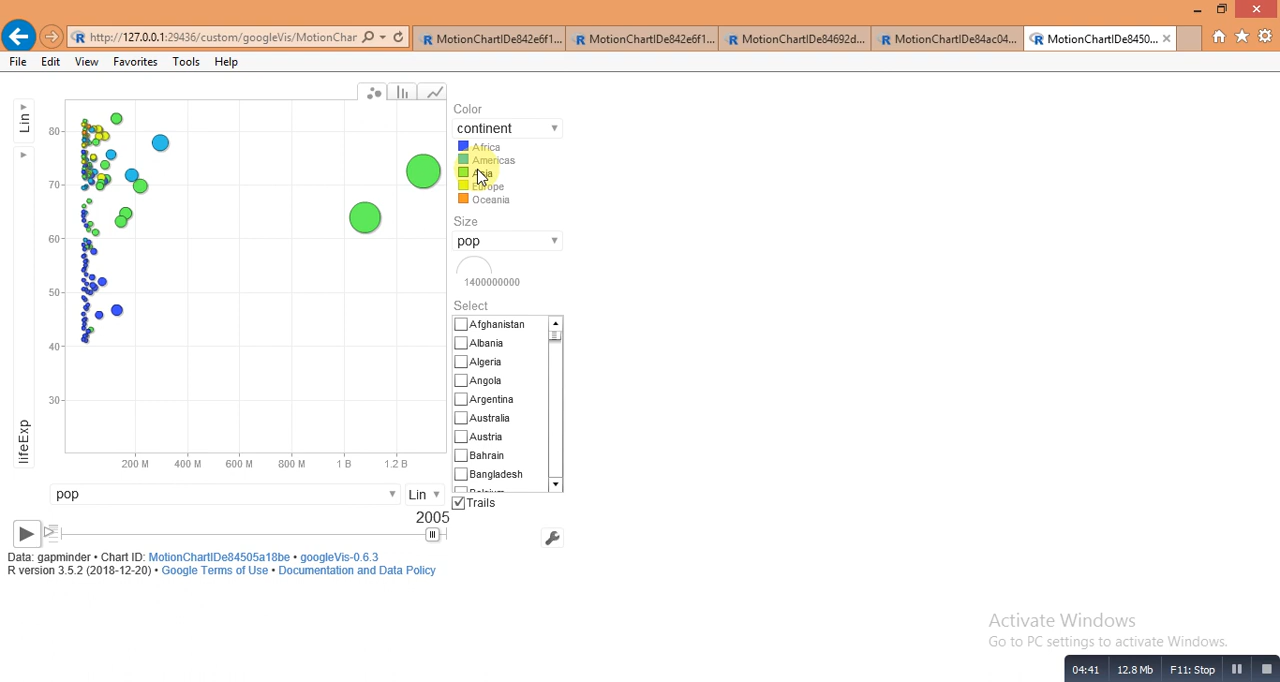 http://127.0.0.1:29436/custom/googleVis/MotionChar
MotionChartIDe842e6f1...
MotionChartIDe842e6f1...
MotionChartIDe84692d...
MotionChartIDe84ac04...
MotionChartIDe8450...
File Edit View Favorites Tools Help
Lin
lifeExp
80
70
60
50
40
30
200 M 400 M 600 M 800 M 1 B 1.2 B
pop Lin
2005
Color
continent
Africa
Americas
Asia
Europe
Oceania
Size
pop
1400000000
Select
Afghanistan
Albania
Algeria
Angola
Argentina
Australia
Austria
Bahrain
Bangladesh
Belgium
Trails
Data: gapminder • Chart ID: MotionChartIDe84505a18be • googleVis-0.6.3
R version 3.5.2 (2018-12-20) • Google Terms of Use • Documentation and Data Policy
Activate Windows
Go to PC settings to activate Windows.
04:41 12.8 Mb F11: Stop